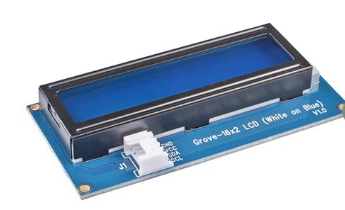 J1
GND
VCC
SDA
SCL
Grove-16x2 LCD (White on Blue)
V1.0